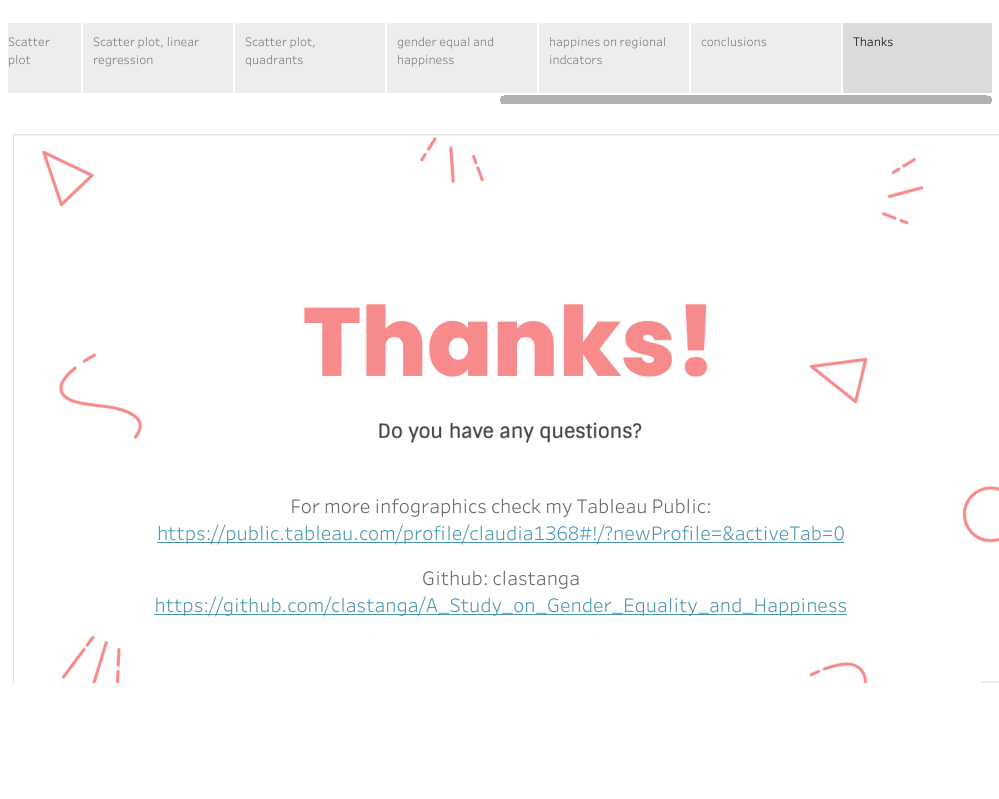 Scatter
plot
Scatter plot, linear
regression
Scatter plot,
quadrants
gender equal and
happiness
happines on regional
indcators
conclusions
Thanks
Thanks!
Do you have any questions?
For more infographics check my Tableau Public:
https://public.tableau.com/profile/claudia1368#!/?newProfile=&activeTab=0
Github: clastanga
https://github.com/clastanga/A_Study_on_Gender_Equality_and_Happiness